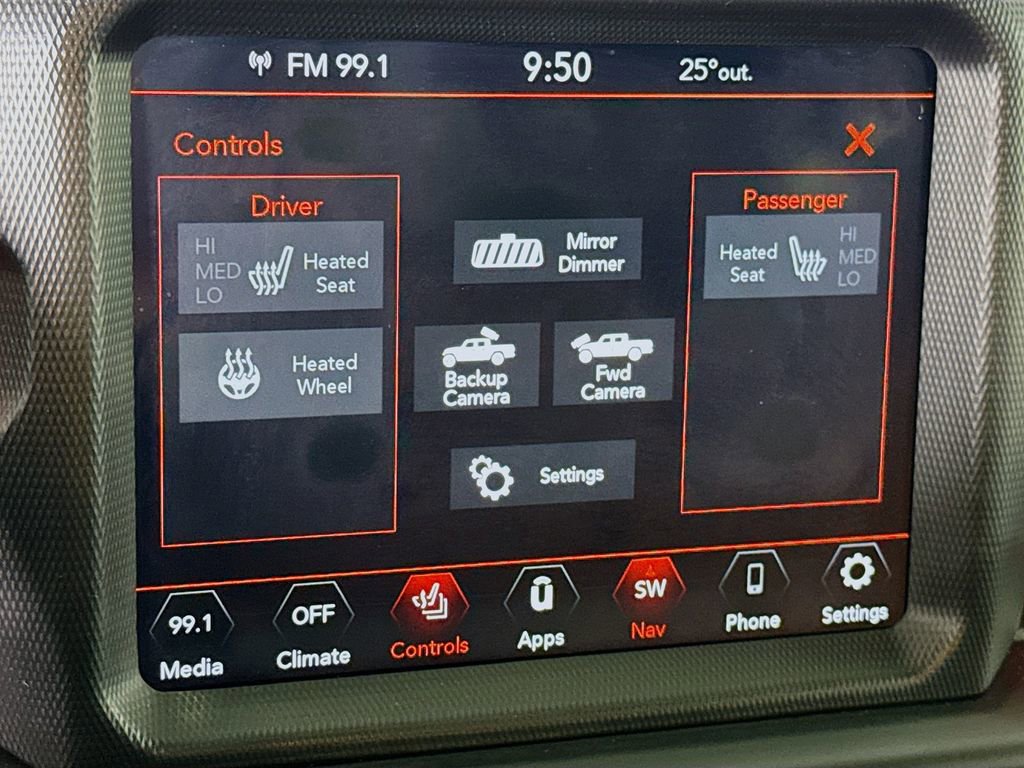 FM 99.1
9:50
25°out.
Controls
Driver
HI
MED
LO
Heated
Seat
Heated
Wheel
Mirror
Dimmer
Backup
Camera
Fwd
Camera
Settings
Passenger
Heated
Seat
HI
MED
LO
99.1
Media
OFF
Climate
Controls
Apps
SW
Nav
Phone
Settings